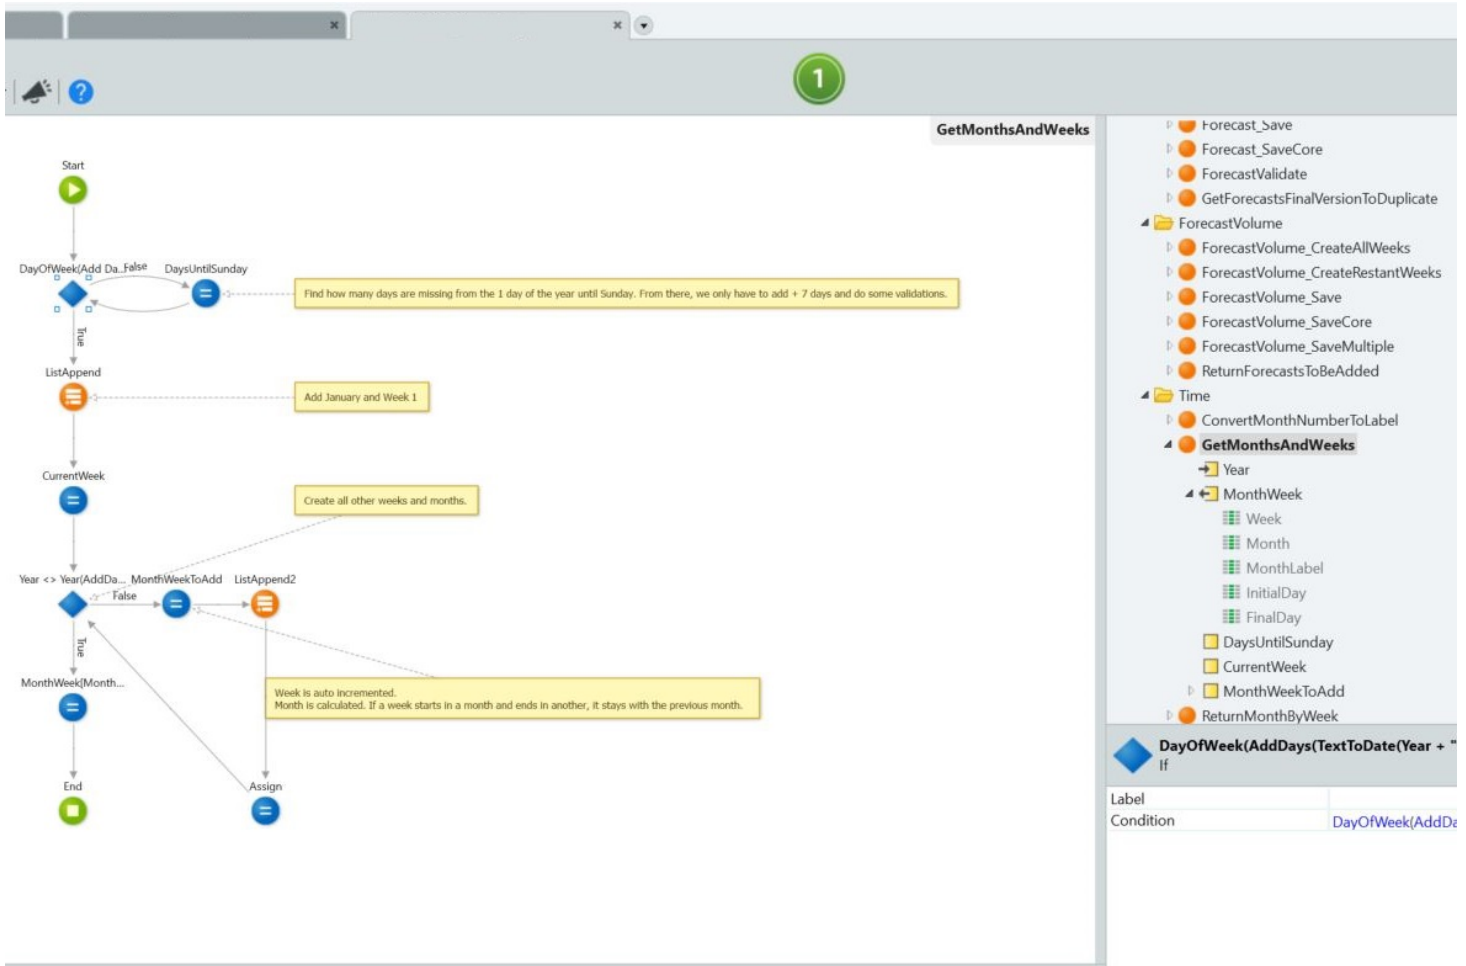 1
GetMonthsAndWeeks
Start
DayOfWeek(Add Da...
False
DaysUntilSunday
Find how many days are missing from the 1 day of the year until Sunday. From there, we only have to add + 7 days and do some validations.
True
ListAppend
Add January and Week 1
CurrentWeek
Create all other weeks and months.
Year <> Year(AddDa...
MonthWeekToAdd
ListAppend2
False
True
MonthWeek[Month...
Week is auto incremented.
Month is calculated. If a week starts in a month and ends in another, it stays with the previous month.
End
Assign
Forecast_Save
Forecast_SaveCore
ForecastValidate
GetForecastsFinalVersionToDuplicate
ForecastVolume
ForecastVolume_CreateAllWeeks
ForecastVolume_CreateRestantWeeks
ForecastVolume_Save
ForecastVolume_SaveCore
ForecastVolume_SaveMultiple
ReturnForecastsToBeAdded
Time
ConvertMonthNumberToLabel
GetMonthsAndWeeks
Year
MonthWeek
Week
Month
MonthLabel
InitialDay
FinalDay
DaysUntilSunday
CurrentWeek
MonthWeekToAdd
ReturnMonthByWeek
DayOfWeek(AddDays(TextToDate(Year + "
If
Label
Condition DayOfWeek(AddDa